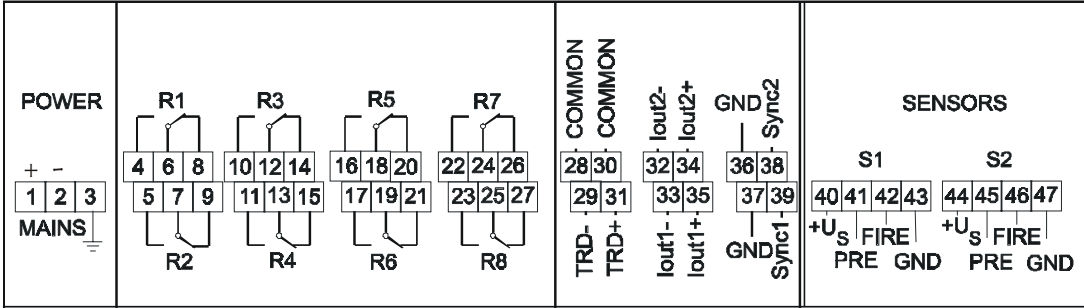 POWER
+ -
1 2 3
MAINS
R1 R3 R5 R7
4 6 8 10 12 14 16 18 20 22 24 26
5 7 9 11 13 15 17 19 21 23 25 27
R2 R4 R6 R8
COMMON COMMON Iout2- Iout2+ GND Sync2
28 30 32 34 36 38
29 31 33 35 37 39
TRD- TRD+ Iout1- Iout1+ GND Sync1
SENSORS
S1 S2
40 41 42 43 44 45 46 47
+US FIRE +US FIRE
PRE GND PRE GND